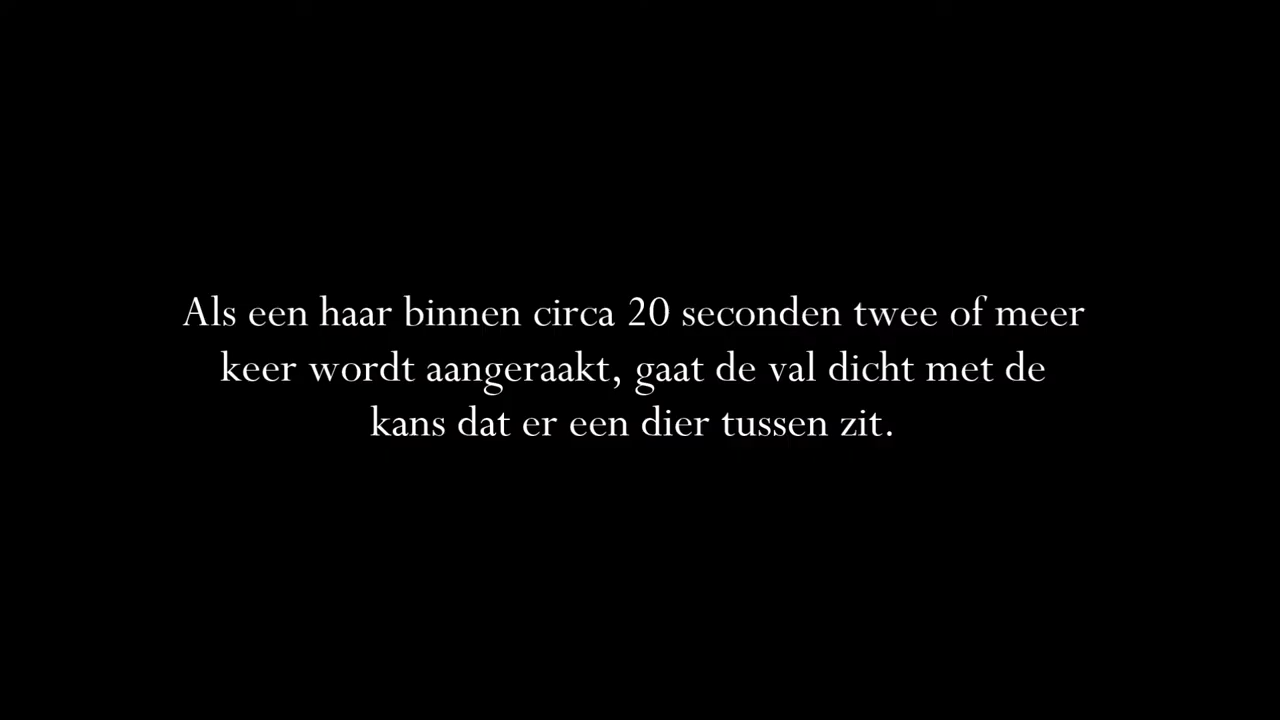 Als een haar binnen circa 20 seconden twee of meer
keer wordt aangeraakt, gaat de val dicht met de
kans dat er een dier tussen zit.